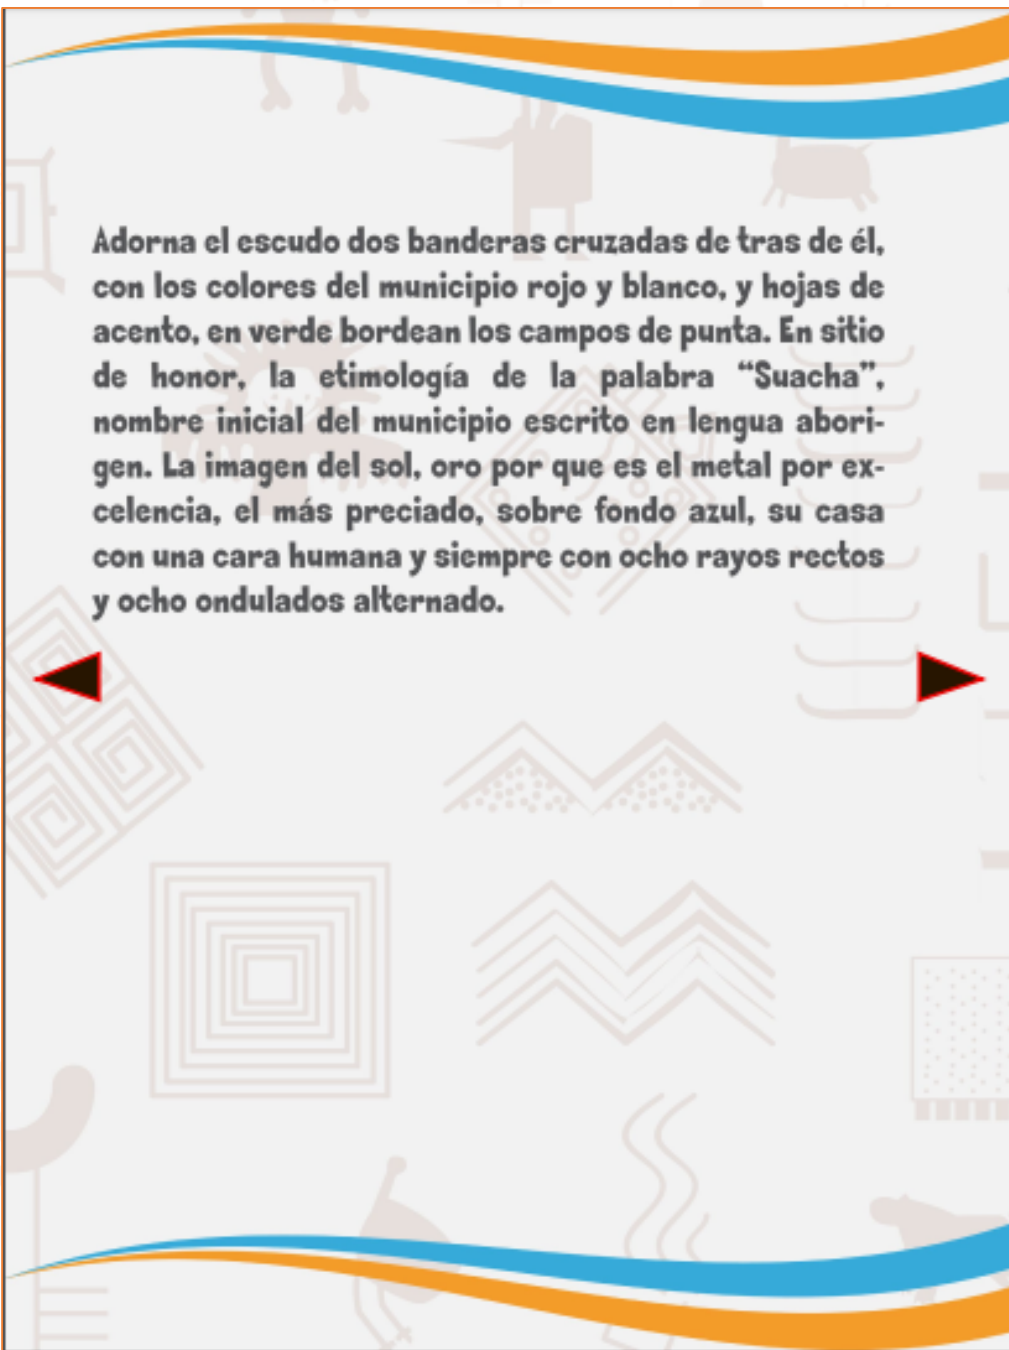 Adorna el escudo dos banderas cruzadas de tras de él,
con los colores del municipio rojo y blanco, y hojas de
acento, en verde bordean los campos de punta. En sitio
de honor, la etimología de la palabra “Suacha”,
nombre inicial del municipio escrito en lengua abori-
gen. La imagen del sol, oro por que es el metal por ex-
celencia, el más preciado, sobre fondo azul, su casa
con una cara humana y siempre con ocho rayos rectos
y ocho ondulados alternado.